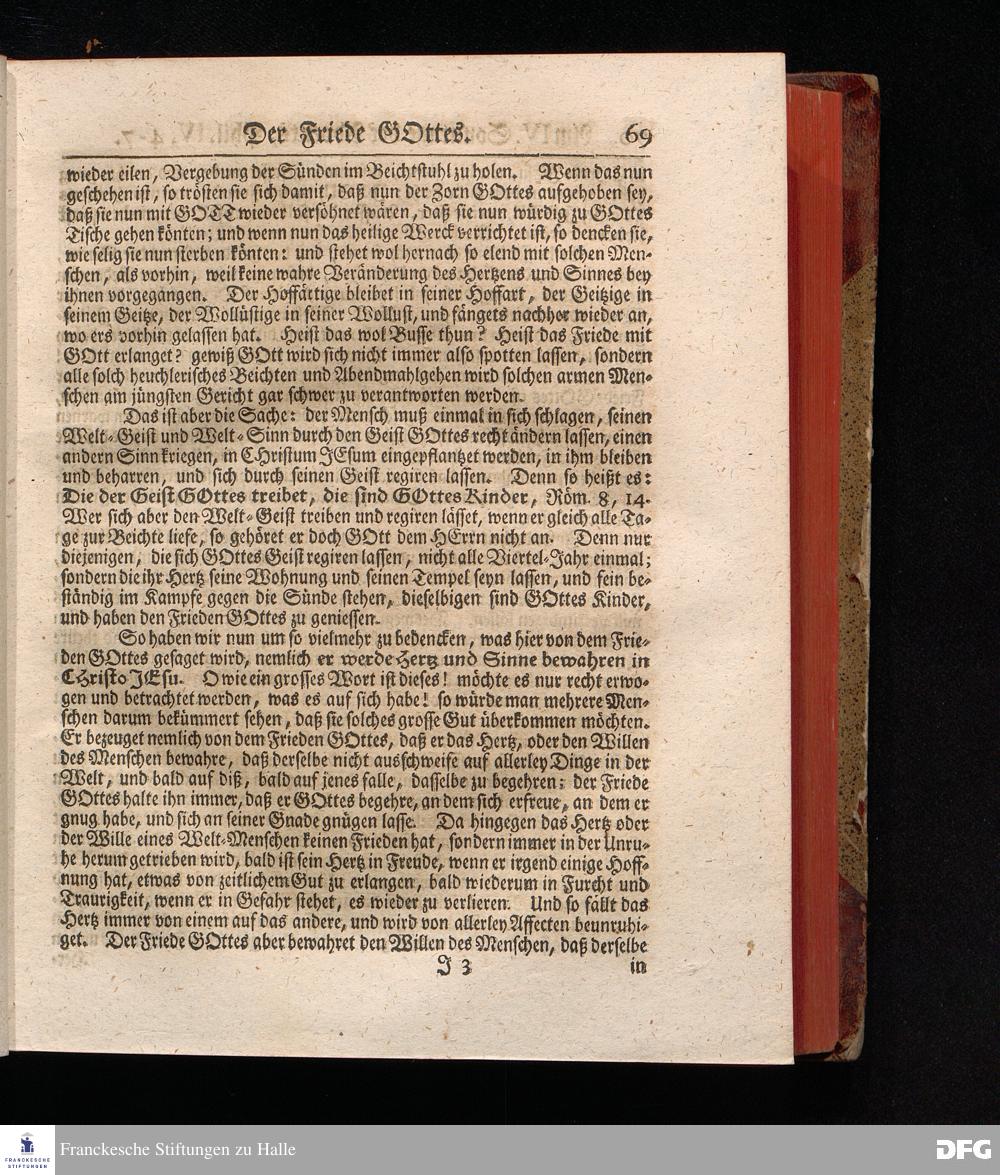 Der Friede GOttes. 69
wieder eilen, Vergebung der Sünden im Beichtstuhl zu holen. Wenn das nun
geschehen ist, so trösten sie sich damit, daß nun der Zorn GOttes aufgehoben sey,
daß sie nun mit GOTT wieder versöhnet wären, daß sie nun würdig zu GOttes
Tische gehen könten; und wenn nun das heilige Werck verrichtet ist, so dencken sie,
wie selig sie nun sterben könten: und stehet wol hernach so elend mit solchen Men-
schen, als vorhin, weil keine wahre Veränderung des Hertzens und Sinnes bey
ihnen vorgegangen. Der Hoffärtige bleibet in seiner Hoffart, der Geitzige in
seinem Geitze, der Wollüstige in seiner Wollust, und fängets nachher wieder an,
wo ers vorhin gelassen hat. Heist das wol Busse thun? Heist das Friede mit
GOtt erlanget? gewiß GOtt wird sich nicht immer also spotten lassen, sondern
alle solch heuchlerisches Beichten und Abendmahlgehen wird solchen armen Men-
schen am jüngsten Gericht gar schwer zu verantworten werden.
Das ist aber die Sache: der Mensch muß einmal in sich schlagen, seinen
Welt-Geist und Welt-Sinn durch den Geist GOttes recht ändern lassen, einen
andern Sinn kriegen, in CHristum JEsum eingepflantzet werden, in ihm bleiben
und beharren, und sich durch seinen Geist regiren lassen. Denn so heißt es:
Die der Geist GOttes treibet, die sind GOttes Kinder, Röm. 8, 14.
Wer sich aber den Welt-Geist treiben und regiren lässet, wenn er gleich alle Ta-
ge zur Beichte liefe, so gehöret er doch GOtt dem HErrn nicht an. Denn nur
diejenigen, die sich GOttes Geist regiren lassen, nicht alle Viertel-Jahr einmal;
sondern die ihr Hertz seine Wohnung und seinen Tempel seyn lassen, und fein be-
ständig im Kampfe gegen die Sünde stehen, dieselbigen sind GOttes Kinder,
und haben den Frieden GOttes zu geniessen.
So haben wir nun um so vielmehr zu bedencken, was hier von dem Frie-
den GOttes gesaget wird, nemlich er werde Hertz und Sinne bewahren in
CHristo JEsu. O wie ein grosses Wort ist dieses! möchte es nur recht erwo-
gen und betrachtet werden, was es auf sich habe! so würde man mehrere Men-
schen darum bekümmert sehen, daß sie solches grosse Gut überkommen möchten.
Er bezeuget nemlich von dem Frieden GOttes, daß er das Hertz, oder den Willen
des Menschen bewahre, daß derselbe nicht ausschweife auf allerley Dinge in der
Welt, und bald auf diß, bald auf jenes falle, dasselbe zu begehren; der Friede
GOttes halte ihn immer, daß er GOttes begehre, an dem sich erfreue, an dem er
gnug habe, und sich an seiner Gnade gnügen lasse. Da hingegen das Hertz oder
der Wille eines Welt-Menschen keinen Frieden hat, sondern immer in der Unru-
he herum getrieben wird, bald ist sein Hertz in Freude, wenn er irgend einige Hoff-
nung hat, etwas von zeitlichem Gut zu erlangen, bald wiederum in Furcht und
Traurigkeit, wenn er in Gefahr stehet, es wieder zu verlieren. Und so fällt das
Hertz immer von einem auf das andere, und wird von allerley Affecten beunruhi-
get. Der Friede GOttes aber bewahret den Willen des Menschen, daß derselbe
J 3 in
FRANCKESCHE
STIFTUNGEN
Franckesche Stiftungen zu Halle
DFG